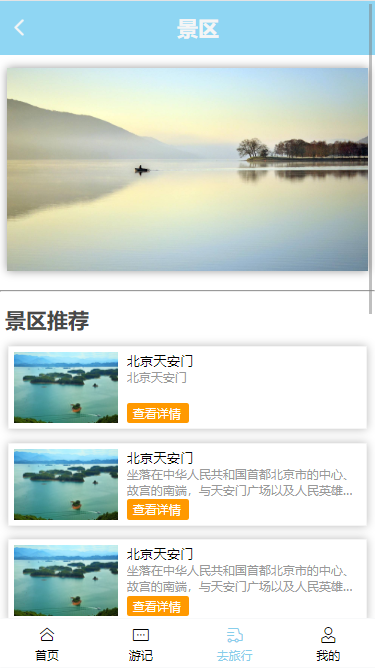 景区
景区推荐
北京天安门
北京天安门
查看详情
北京天安门
坐落在中华人民共和国首都北京市的中心、
故宫的南端，与天安门广场以及人民英雄...
查看详情
北京天安门
坐落在中华人民共和国首都北京市的中心、
故宫的南端，与天安门广场以及人民英雄...
查看详情
首页 游记 去旅行 我的